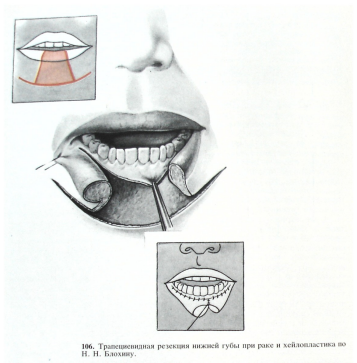 106. Трапециевидная резекция нижней губы при раке и хейлопластика по
Н. Н. Блохину.